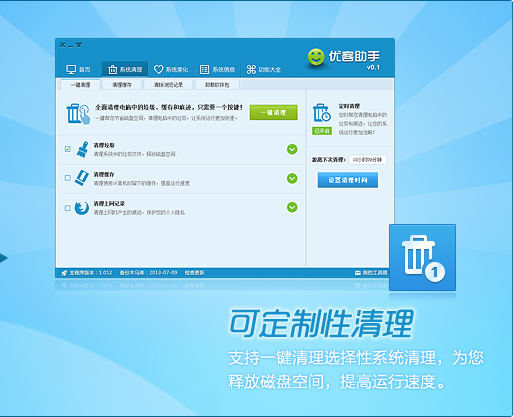 优客助手
v0.1
首页
系统清理
系统美化
系统信息
功能大全
一键清理
清理缓存
清除浏览记录
卸载软件包
全面清理电脑中的垃圾、缓存和痕迹,只需要一个按键!
一键帮您节省磁盘空间,清理电脑中的垃圾,让系统运行更加快速。
一键清理
清理垃圾
清理系统中的垃圾文件,释放磁盘空间
清理缓存
清理使用计算机时留下的缓存,提高运行速度
清理上网记录
清理上网时产生的痕迹,保护您的个人隐私
定时清理
定时帮您清理电脑中的垃圾和痕迹,让您的系统运行更加流畅!
已开启
距离下次清理:
10小时09分钟
设置清理时间
主程序版本:1.012
备份木马库:2013-07-09
检查更新
我的工具箱
1
可定制性清理
支持一键清理选择性系统清理,为您
释放磁盘空间,提高运行速度。